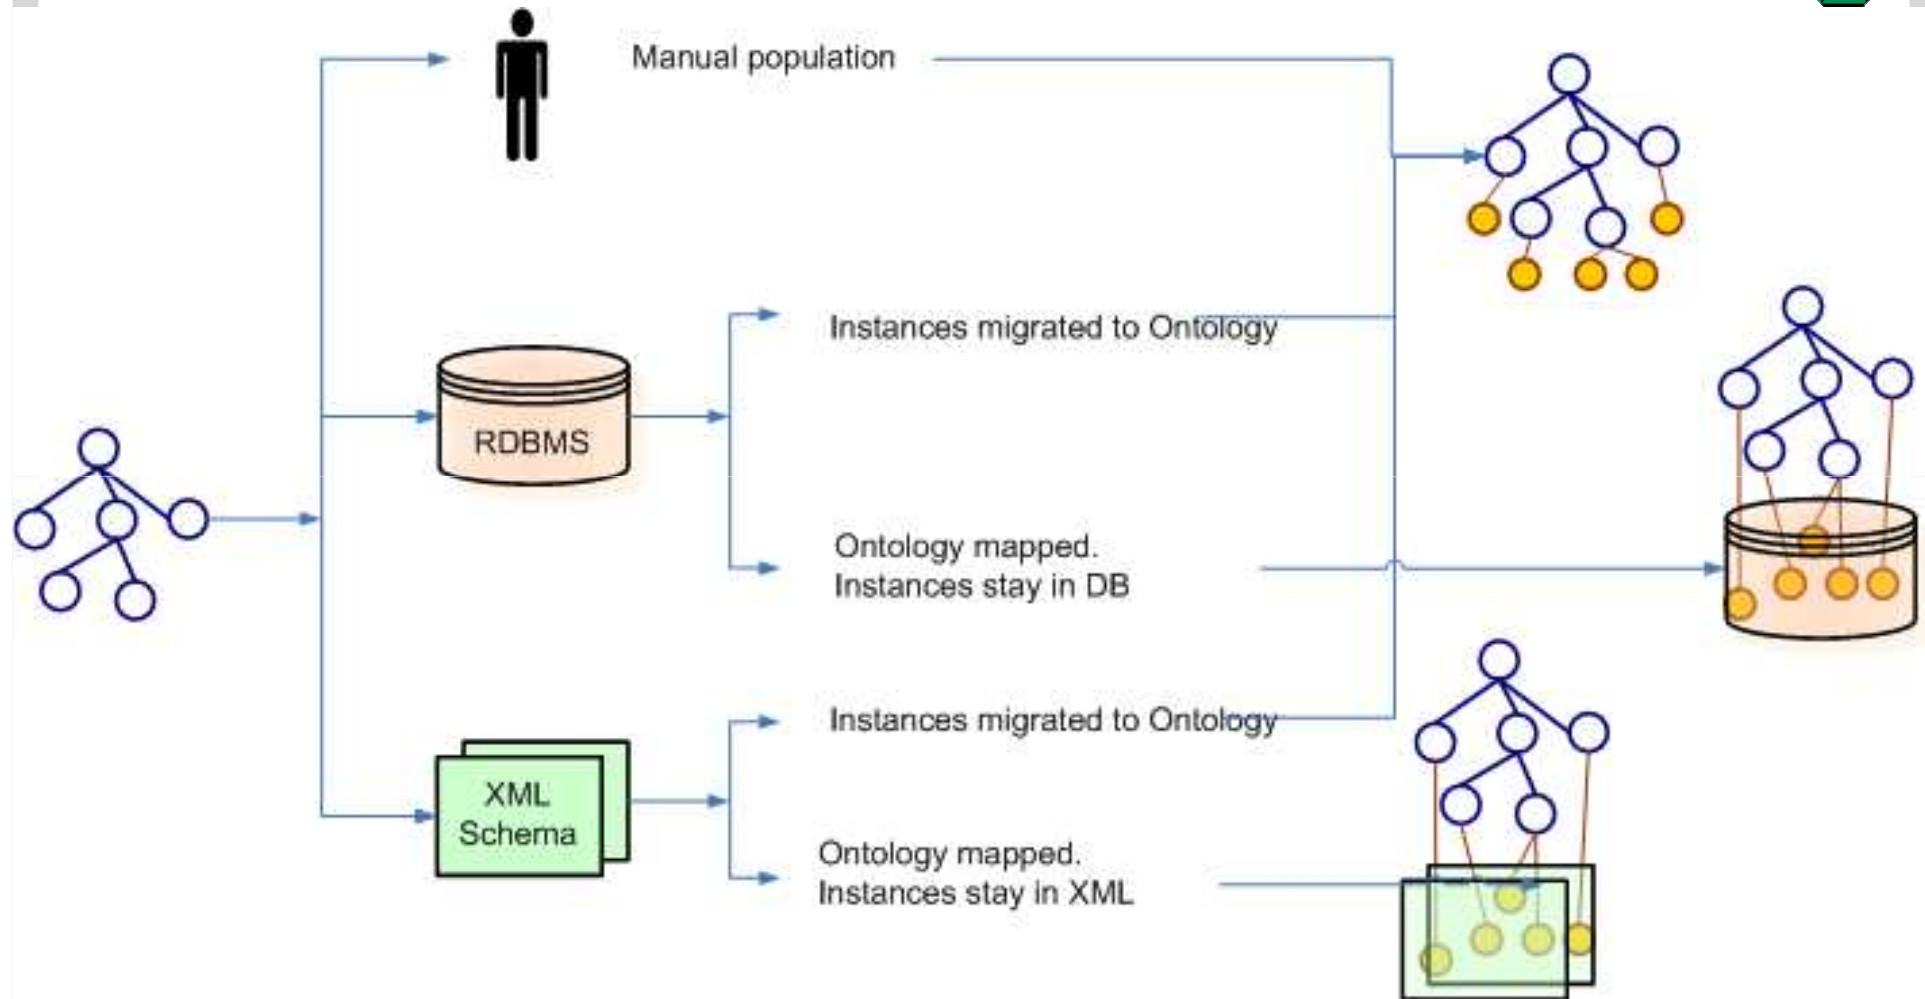 Manual population
Instances migrated to Ontology
RDBMS
Ontology mapped.
Instances stay in DB
Instances migrated to Ontology
XML
Schema
Ontology mapped.
Instances stay in XML